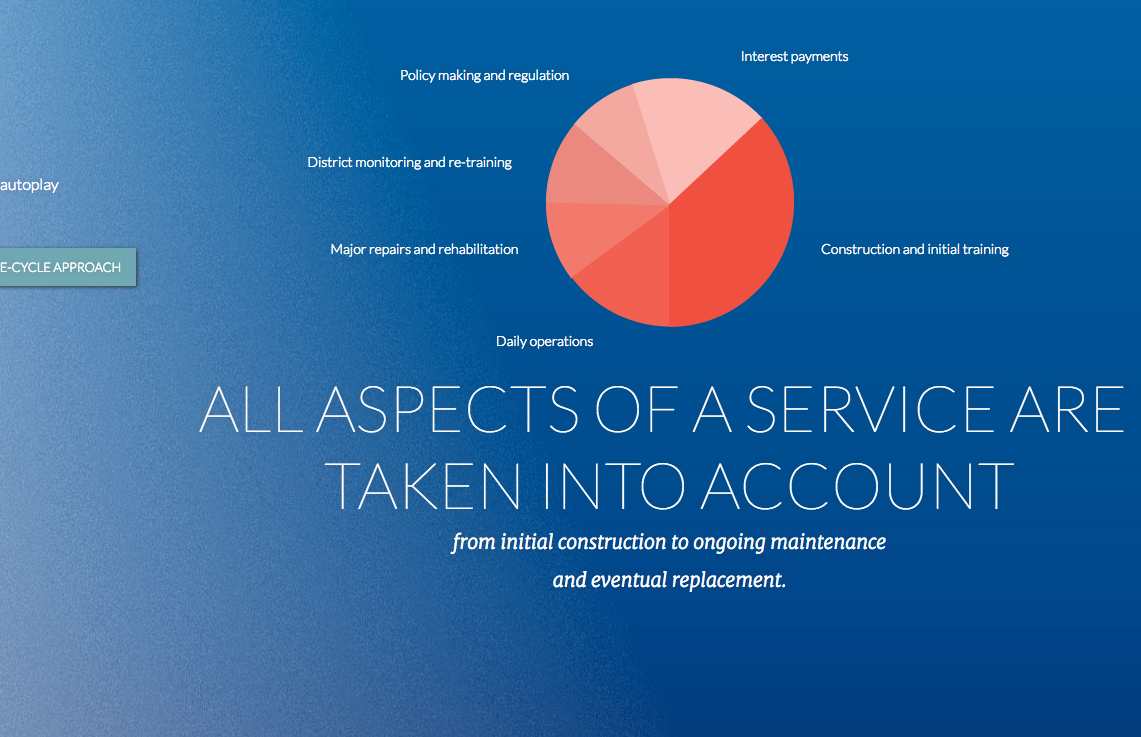 Interest payments
Policy making and regulation
District monitoring and re-training
autoplay
Major repairs and rehabilitation
Construction and initial training
E-CYCLE APPROACH
Daily operations
ALL ASPECTS OF A SERVICE ARE
TAKEN INTO ACCOUNT
from initial construction to ongoing maintenance
and eventual replacement.